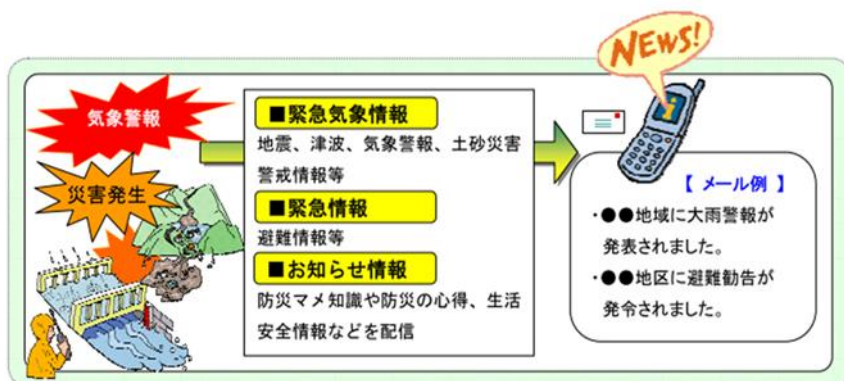 NEWS!
気象警報
災害発生
■緊急気象情報
地震、津波、気象警報、土砂災害
警戒情報等
■緊急情報
避難情報等
■お知らせ情報
防災マメ知識や防災の心得、生活
安全情報などを配信
【 メール例 】
・●●地域に大雨警報が
発表されました。
・●●地区に避難勧告が
発令されました。